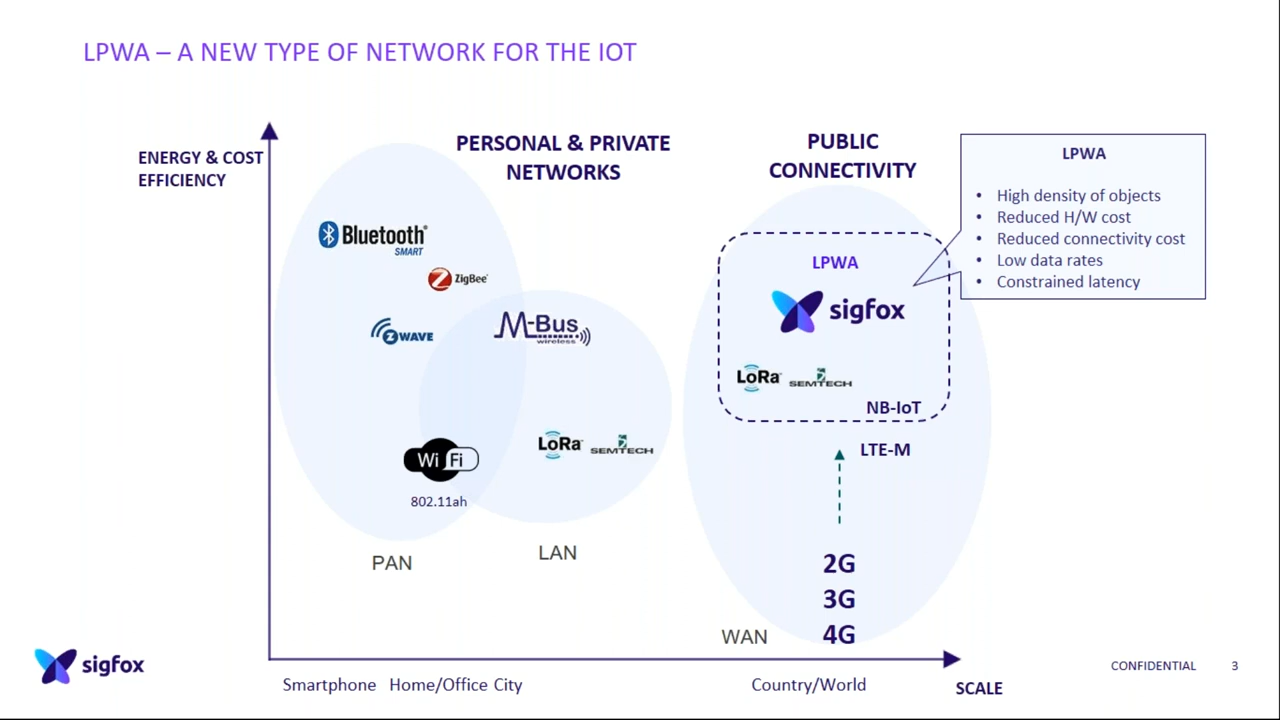 LPWA – A NEW TYPE OF NETWORK FOR THE IOT
ENERGY & COST
EFFICIENCY
PERSONAL & PRIVATE
NETWORKS
PUBLIC
CONNECTIVITY
LPWA
• High density of objects
• Reduced H/W cost
• Reduced connectivity cost
• Low data rates
• Constrained latency
Bluetooth
SMART
ZigBee
Z WAVE
M-Bus
wireless
LoRa SEMTECH
Wi Fi
802.11ah
PAN
LAN
LPWA
sigfox
LoRa SEMTECH
NB-IoT
LTE-M
2G
3G
4G
WAN
Smartphone Home/Office City Country/World
SCALE
sigfox
CONFIDENTIAL 3